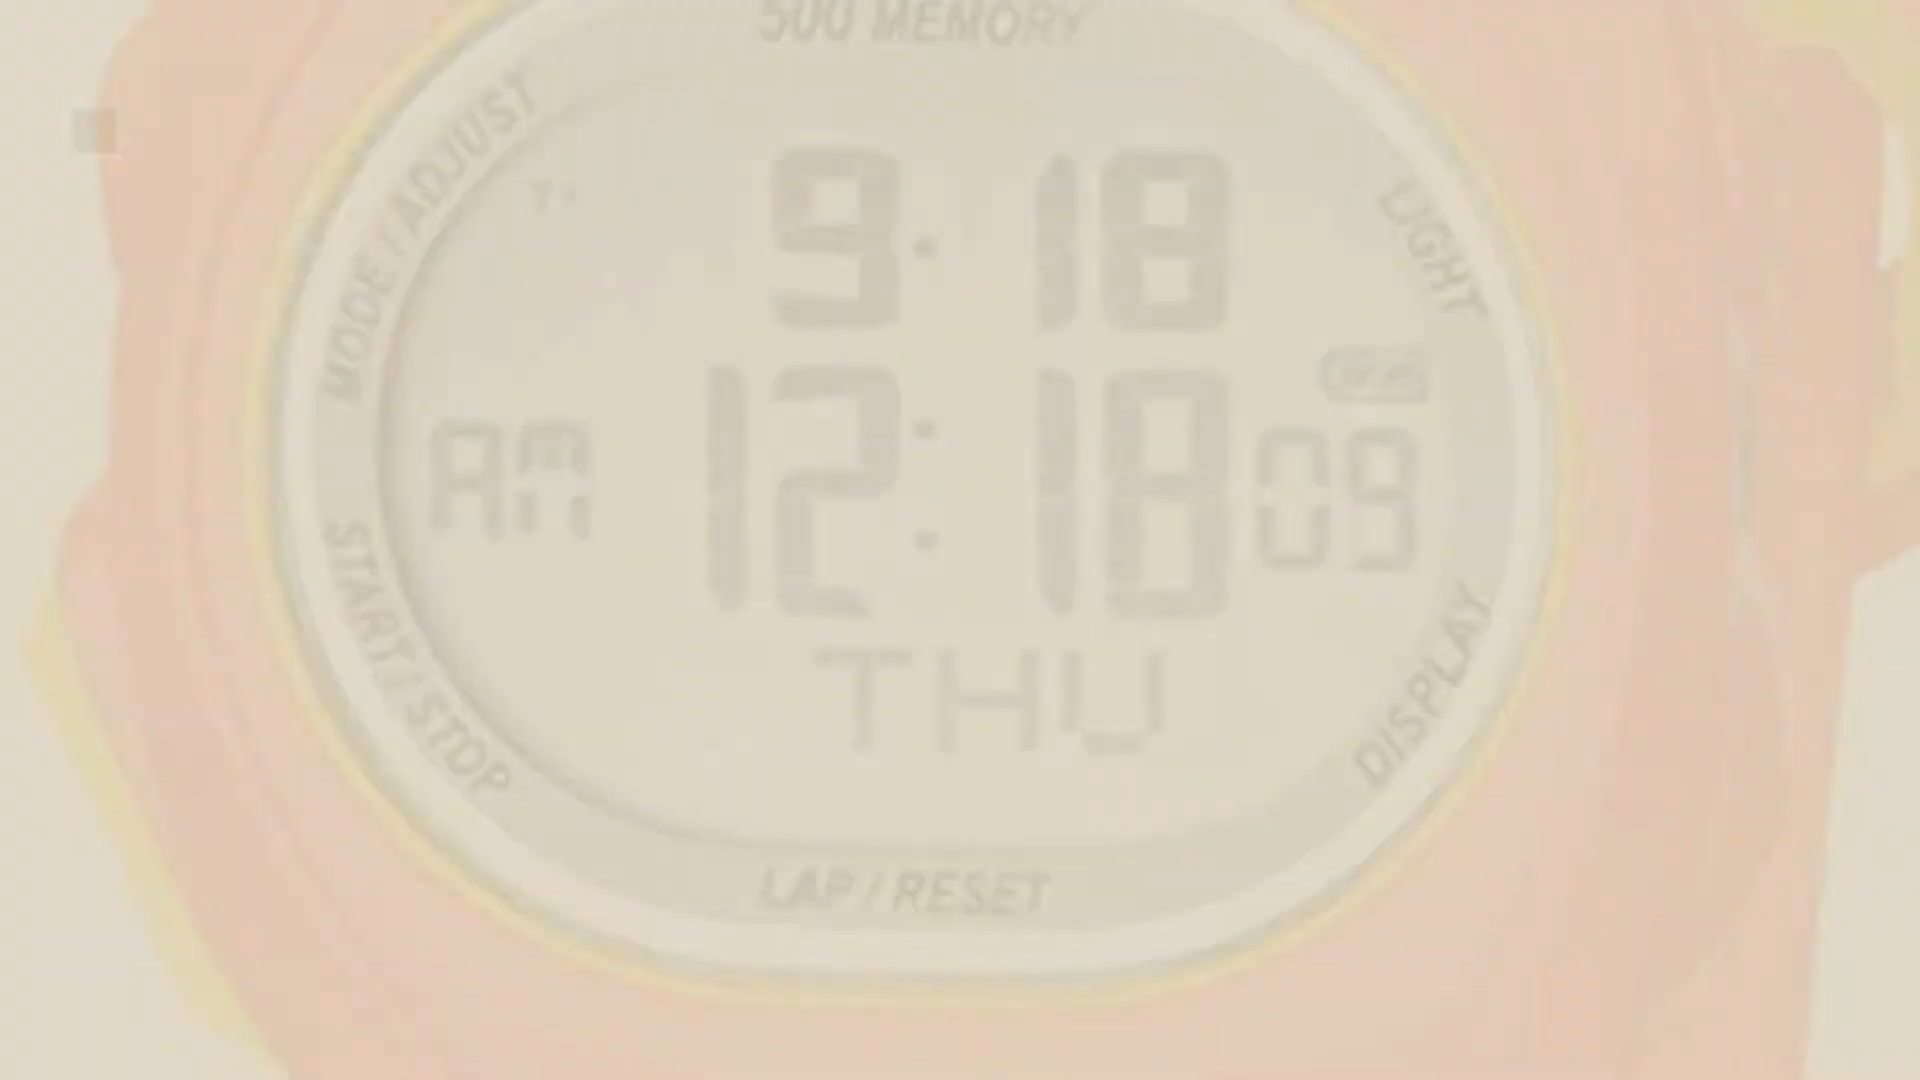 500 MEMORY
MODE / ADJUST
LIGHT
9· 18
AM 12:18 09
THU
START / STOP
DISPLAY
LAP / RESET